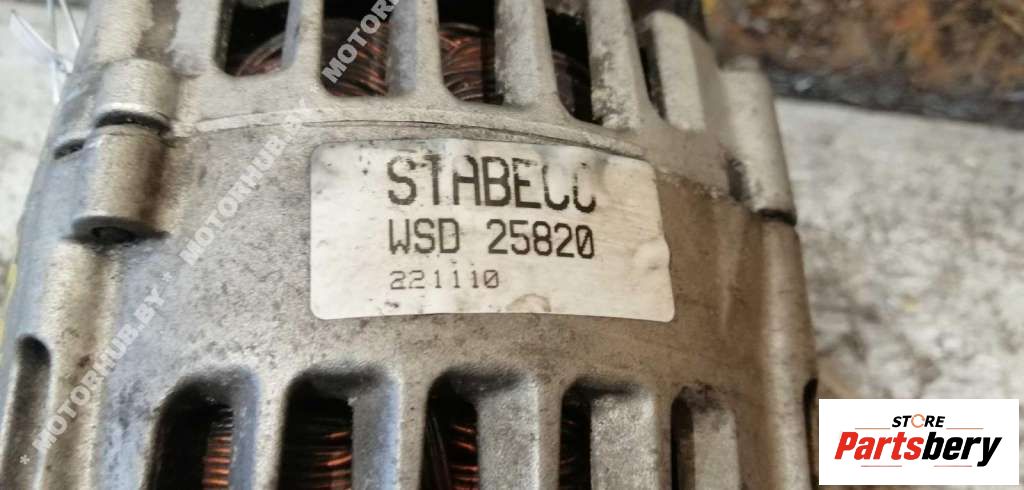 STABECC
WSD 25820
221110
MOTORHUB.BY
* MOTORHUB.BY * MOTORHUB.BY
STORE
Partsbery